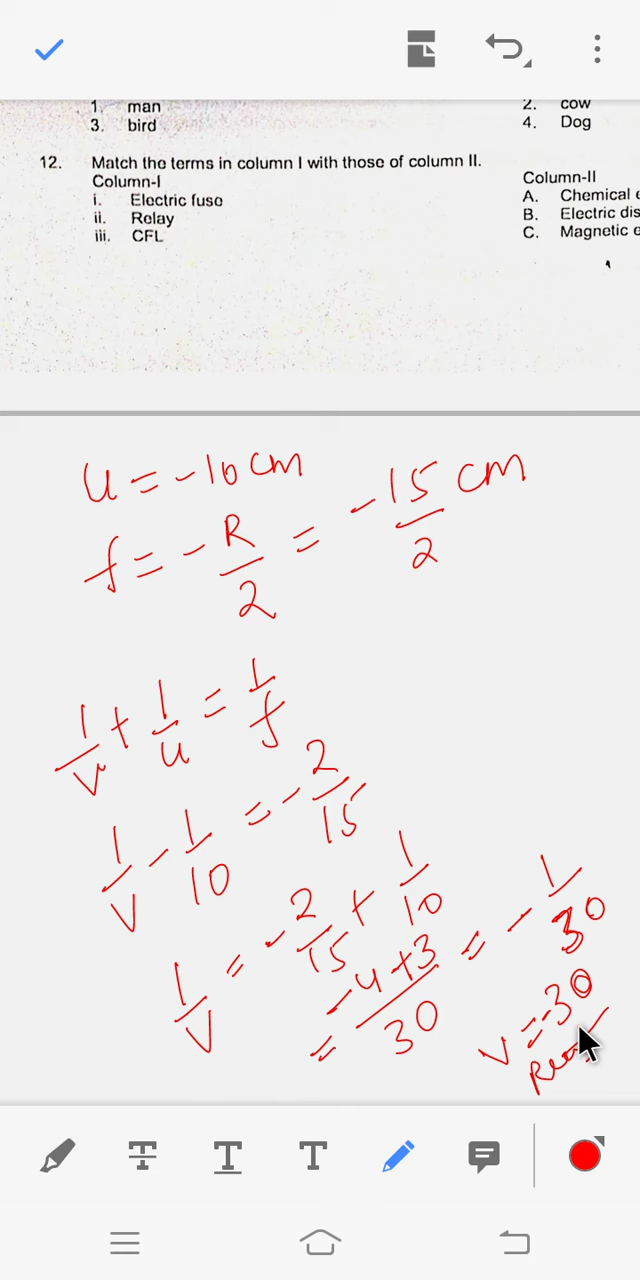 1. man 2. cow
3. bird 4. Dog
12. Match the terms in column I with those of column II.
Column-I Column-II
i. Electric fuse A. Chemical
ii. Relay B. Electric dis
iii. CFL C. Magnetic e
u = -10 cm
f = - R/2 = -15/2 cm
1/v + 1/u = 1/f
1/v - 1/10 = - 2/15
1/v = - 2/15 + 1/10
= -4+3/30 = - 1/30
v = -30
T T T